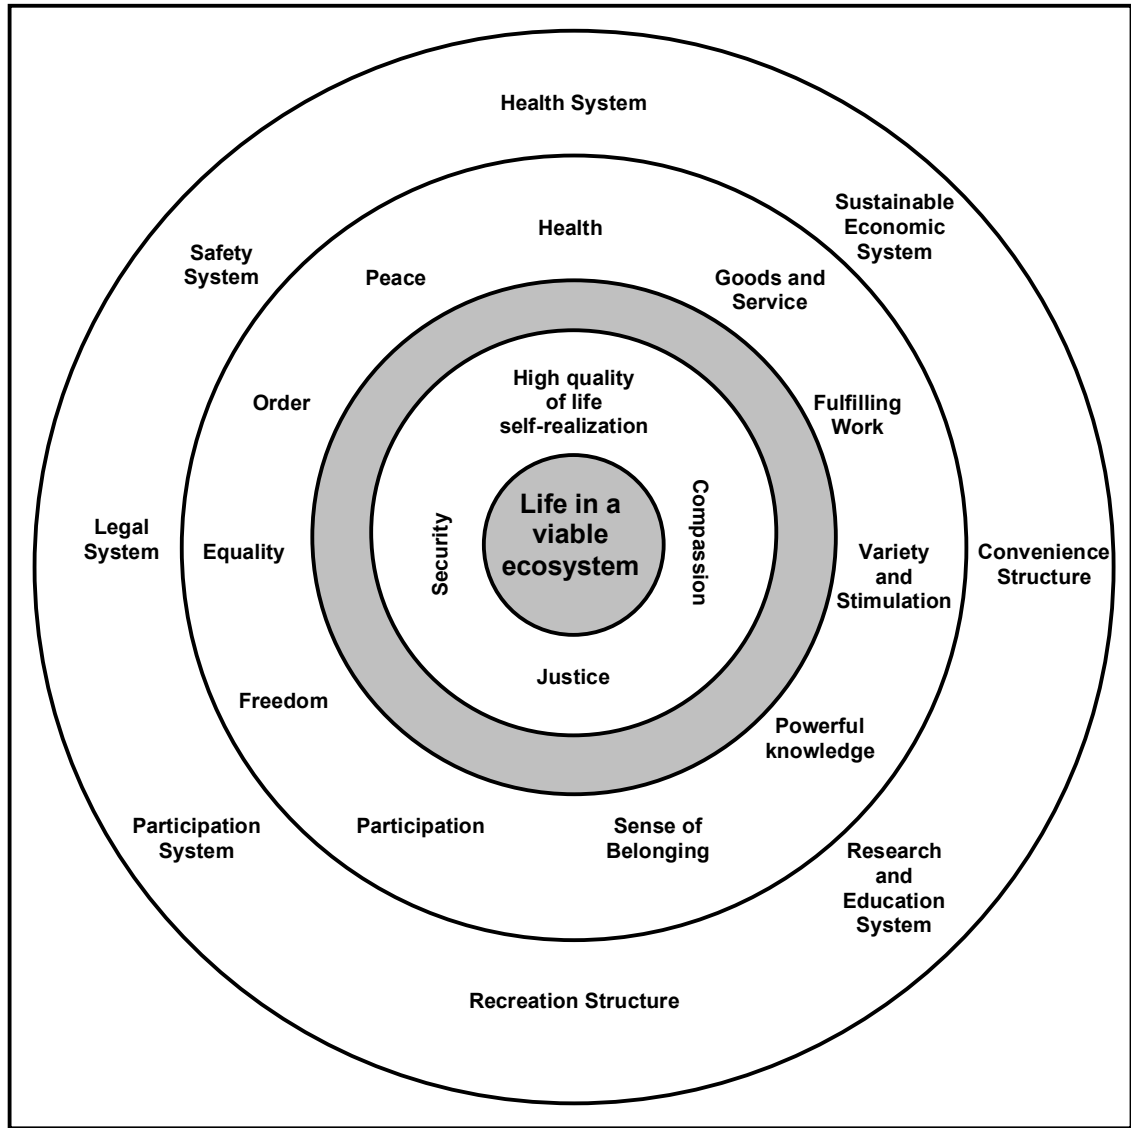 Health System
Sustainable
Economic
System
Safety
System
Health
Peace
Goods and
Service
High quality
of life
self-realization
Order
Fulfilling
Work
Life in a
viable
ecosystem
Security
Compassion
Legal
System
Equality
Variety
and
Stimulation
Convenience
Structure
Justice
Freedom
Powerful
knowledge
Participation
System
Participation
Sense of
Belonging
Research
and
Education
System
Recreation Structure